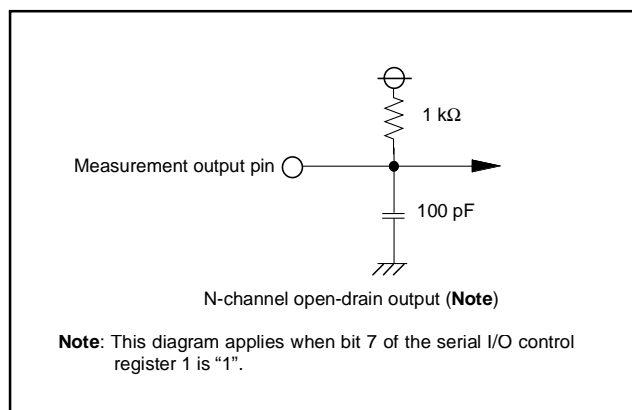 1 kΩ
Measurement output pin
100 pF
N-channel open-drain output (Note)
Note: This diagram applies when bit 7 of the serial I/O control
register 1 is “1”.